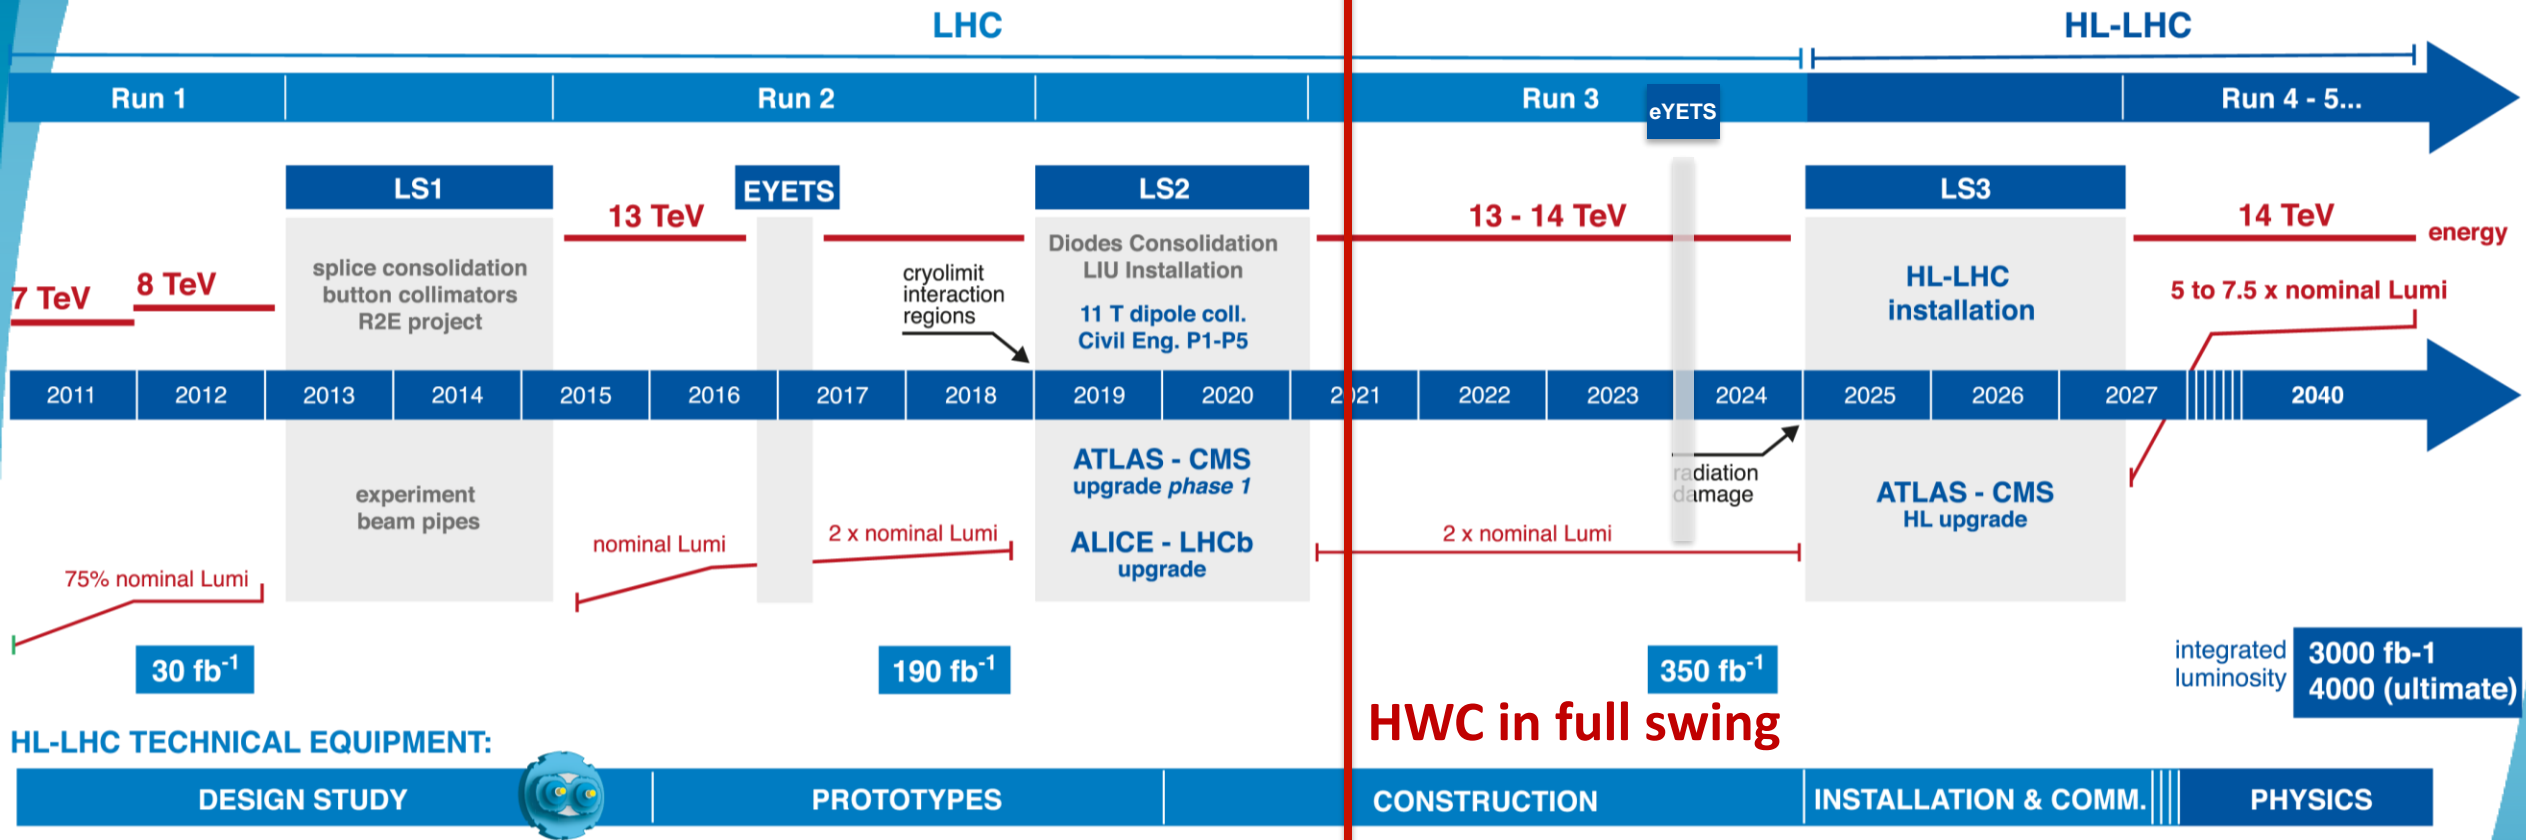 LHC
HL-LHC
Run 1
Run 2
Run 3
eYETS
Run 4 - 5...
LS1
EYETS
LS2
LS3
13 TeV
13 - 14 TeV
14 TeV
energy
7 TeV
8 TeV
splice consolidation
button collimators
R2E project
cryolimit
interaction
regions
Diodes Consolidation
LIU Installation
11 T dipole coll.
Civil Eng. P1-P5
HL-LHC
installation
5 to 7.5 x nominal Lumi
2011 2012 2013 2014 2015 2016 2017 2018 2019 2020 2021 2022 2023 2024 2025 2026 2027 2040
experiment
beam pipes
ATLAS - CMS
upgrade phase 1
ALICE - LHCb
upgrade
radiation
damage
ATLAS - CMS
HL upgrade
75% nominal Lumi
nominal Lumi
2 x nominal Lumi
2 x nominal Lumi
30 fb-1
190 fb-1
350 fb-1
integrated
luminosity
3000 fb-1
4000 (ultimate)
HWC in full swing
HL-LHC TECHNICAL EQUIPMENT:
DESIGN STUDY
PROTOTYPES
CONSTRUCTION
INSTALLATION & COMM.
PHYSICS